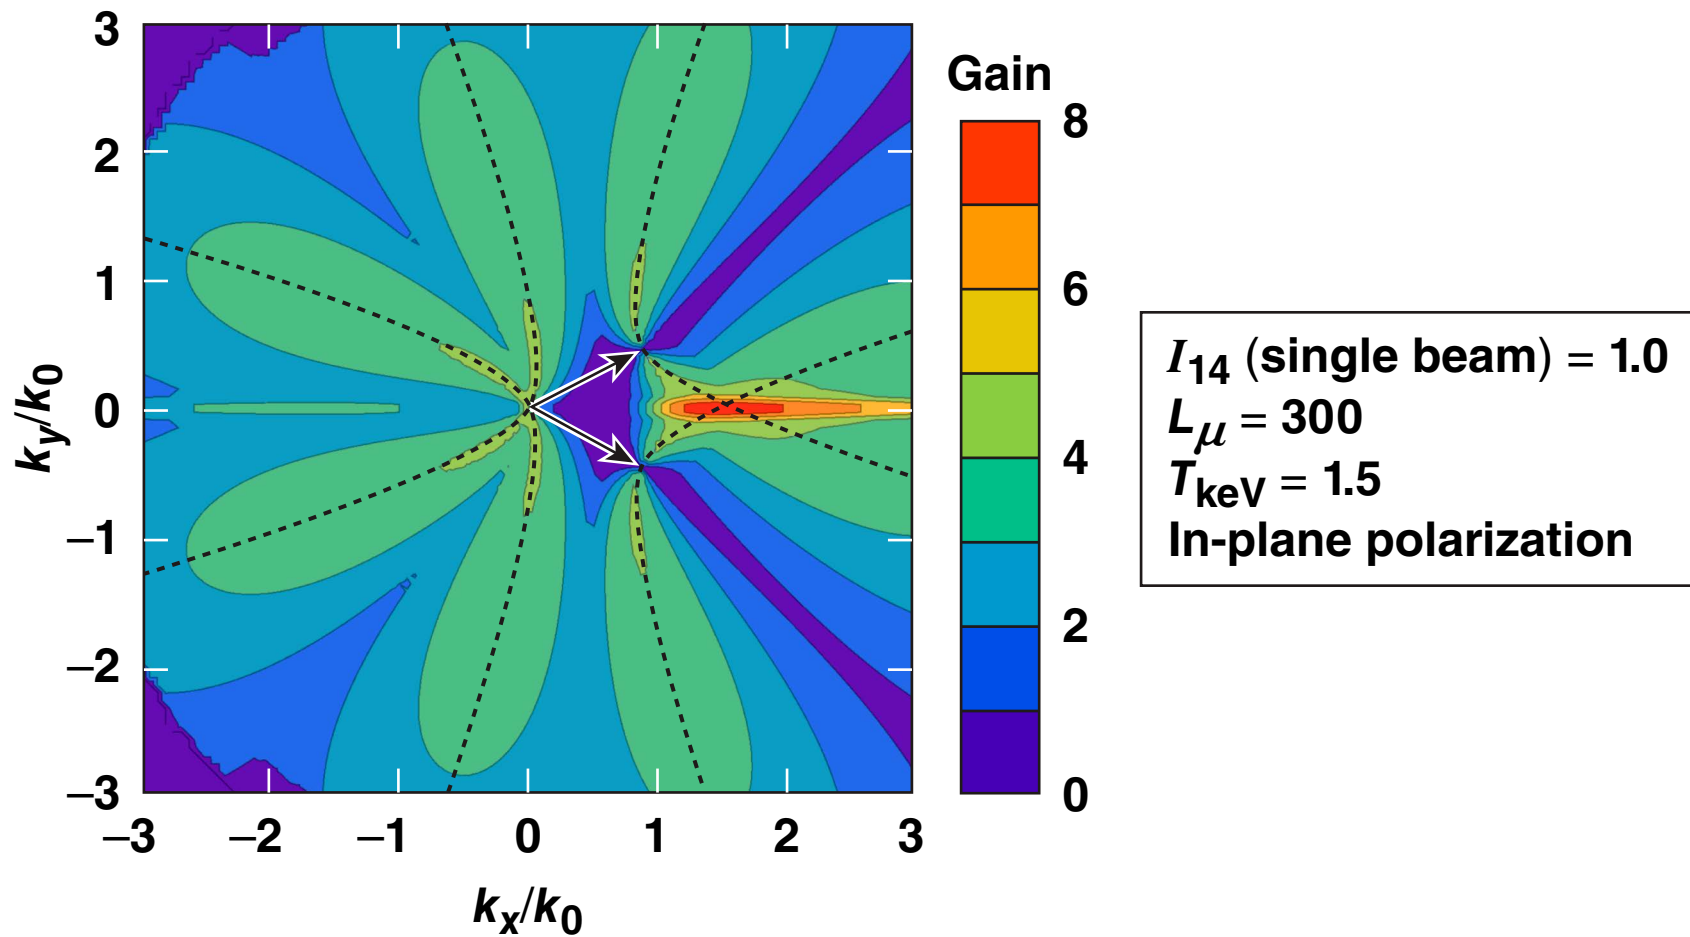 3
2
1
0
−1
−2
−3
ky/k0
−3 −2 −1 0 1 2 3
kx/k0
Gain
8
6
4
2
0
I14 (single beam) = 1.0
Lμ = 300
TkeV = 1.5
In-plane polarization